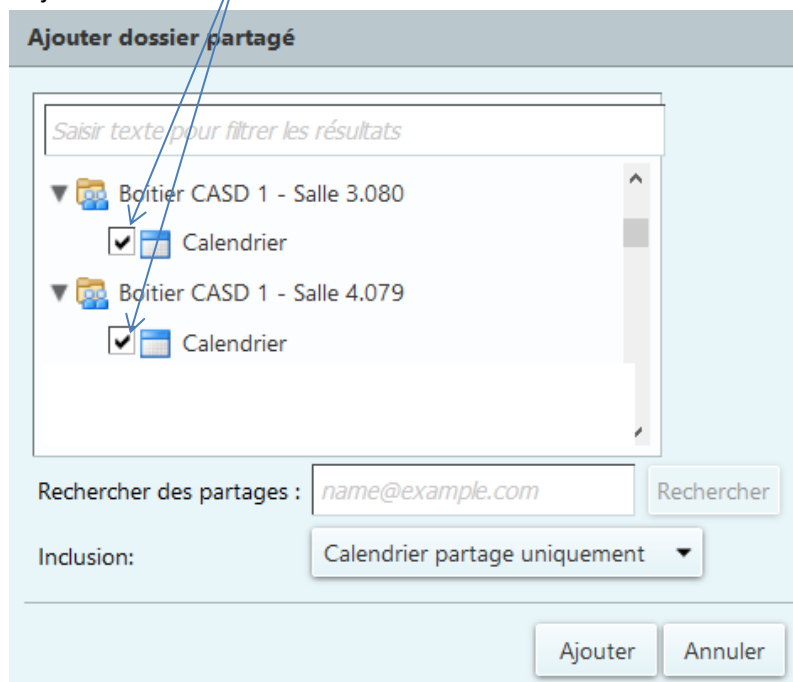 Ajouter dossier partagé
Saisir texte pour filtrer les résultats
Boitier CASD 1 - Salle 3.080
Calendrier
Boitier CASD 1 - Salle 4.079
Calendrier
Rechercher des partages : name@example.com Rechercher
Inclusion: Calendrier partage uniquement
Ajouter Annuler